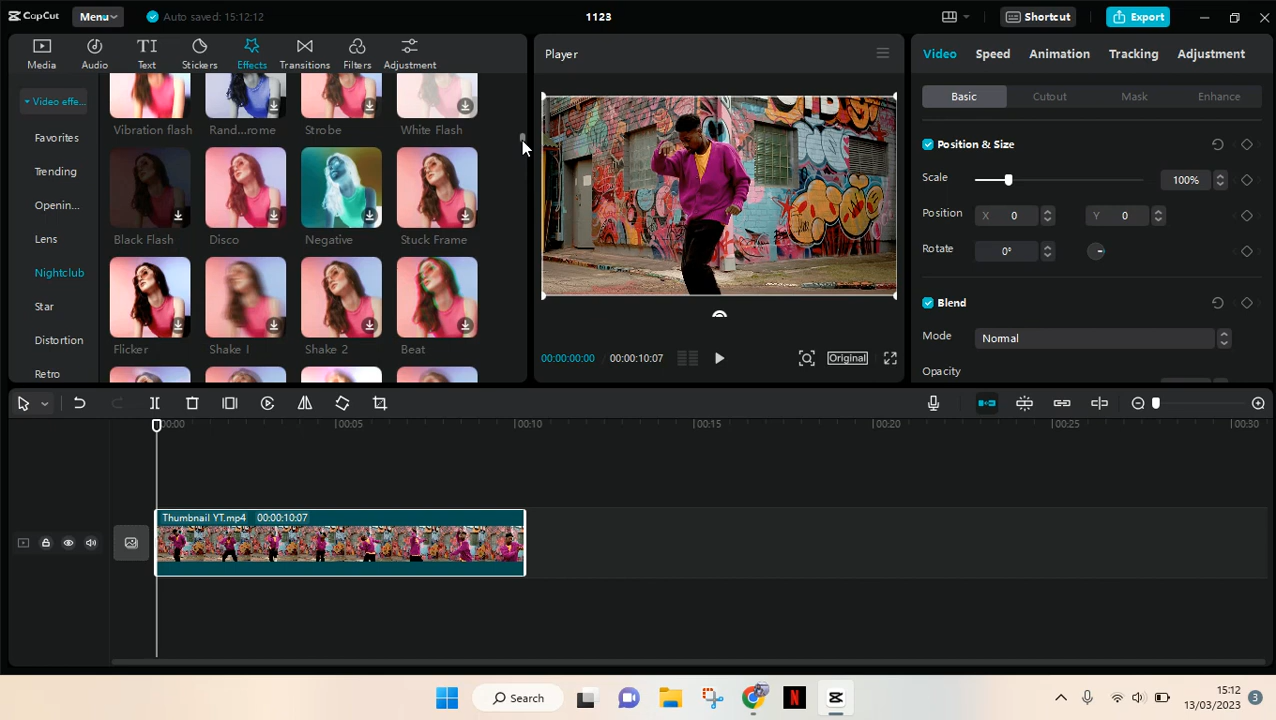 CapCut
Menu
Auto saved: 15:12:12
1123
Shortcut
Export
Media
Audio
Text
Stickers
Effects
Transitions
Filters
Adjustment
Video effe...
Favorites
Trending
Openin...
Lens
Nightclub
Star
Distortion
Retro
Vibration flash
Rand...rome
Strobe
White Flash
Black Flash
Disco
Negative
Stuck Frame
Flicker
Shake I
Shake 2
Beat
Player
00:00:00:00
00:00:10:07
Original
Video
Speed
Animation
Tracking
Adjustment
Basic
Cutout
Mask
Enhance
Position & Size
Scale
100%
Position
X 0
Y 0
Rotate
0°
Blend
Mode
Normal
Opacity
00:00
00:05
00:10
00:15
00:20
00:25
00:30
Thumbnail YT.mp4 00:00:10:07
Search
N
15:12
13/03/2023
3